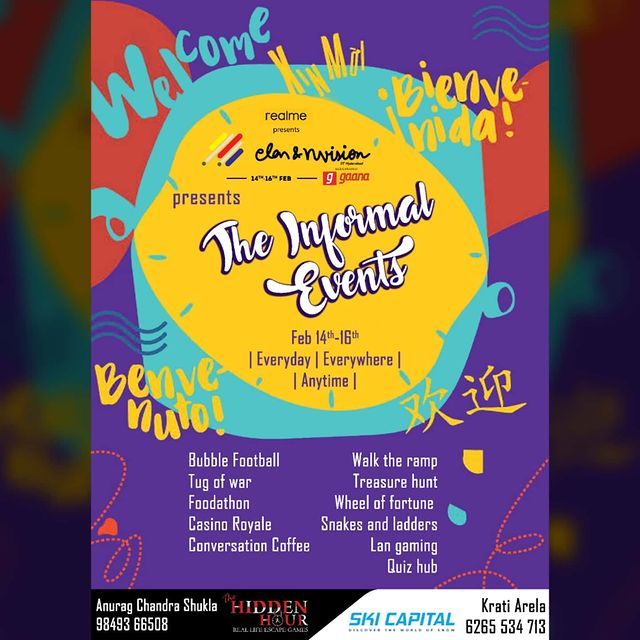 Welcome
Xin Mời
¡Bienve-
nida!
realme
presents
elan & nvision
IIT Hyderabad
14TH-16TH FEB
gaana
presents
The Informal
Events
Feb 14th-16th
| Everyday | Everywhere |
| Anytime |
Benve-
nuto!
欢迎
Bubble Football
Tug of war
Foodathon
Casino Royale
Conversation Coffee
Walk the ramp
Treasure hunt
Wheel of fortune
Snakes and ladders
Lan gaming
Quiz hub
Anurag Chandra Shukla
98493 66508
The
HIDDEN
HOUR
REAL LIFE ESCAPE GAMES
SKI CAPITAL
DISCOVER THE WORLD OF SNOW
Krati Arela
6265 534 713